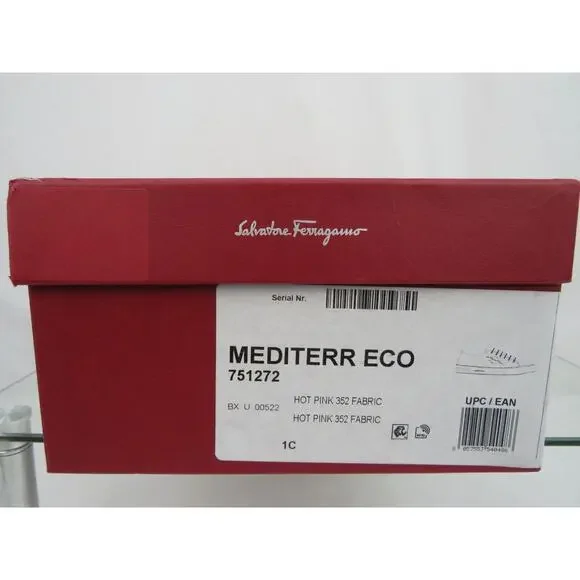 Salvatore Ferragamo
Serial Nr.
MEDITERR ECO
751272
HOT PINK 352 FABRIC
BX U 00522
HOT PINK 352 FABRIC
1C
UPC / EAN